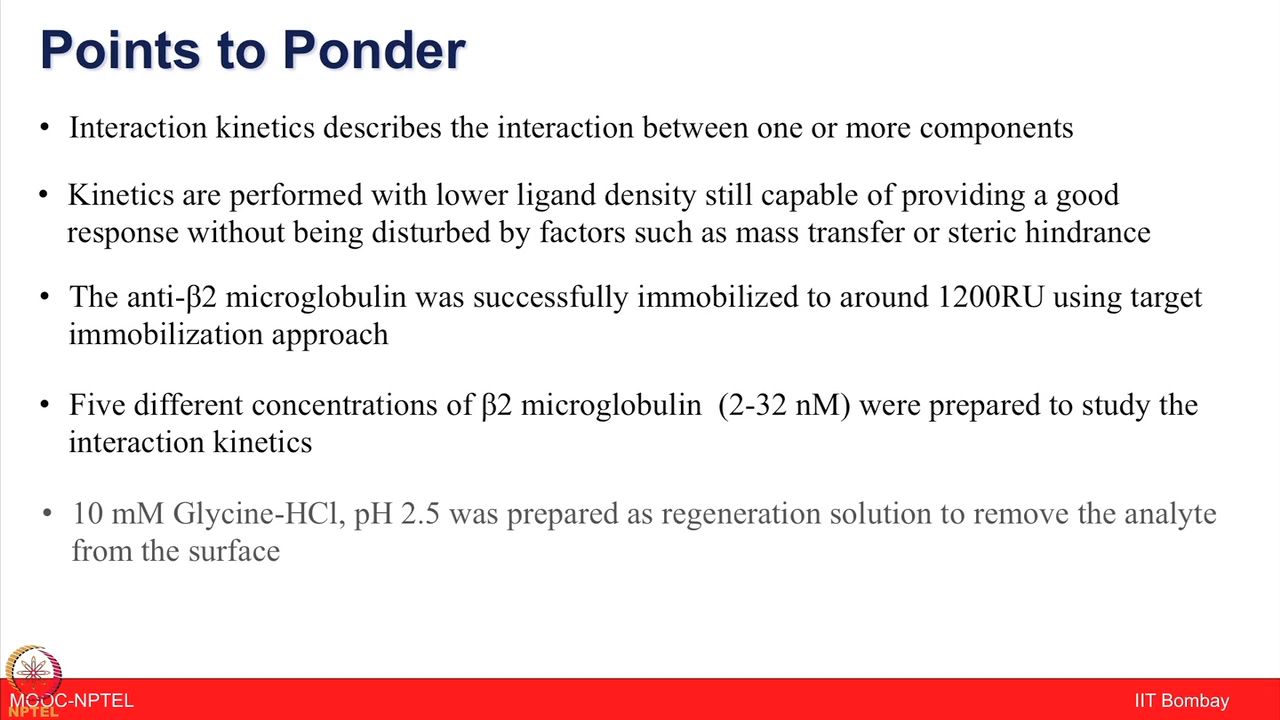 Points to Ponder
• Interaction kinetics describes the interaction between one or more components
• Kinetics are performed with lower ligand density still capable of providing a good
response without being disturbed by factors such as mass transfer or steric hindrance
• The anti-β2 microglobulin was successfully immobilized to around 1200RU using target
immobilization approach
• Five different concentrations of β2 microglobulin (2-32 nM) were prepared to study the
interaction kinetics
• 10 mM Glycine-HCl, pH 2.5 was prepared as regeneration solution to remove the analyte
from the surface
MOOC-NPTEL
NPTEL
IIT Bombay